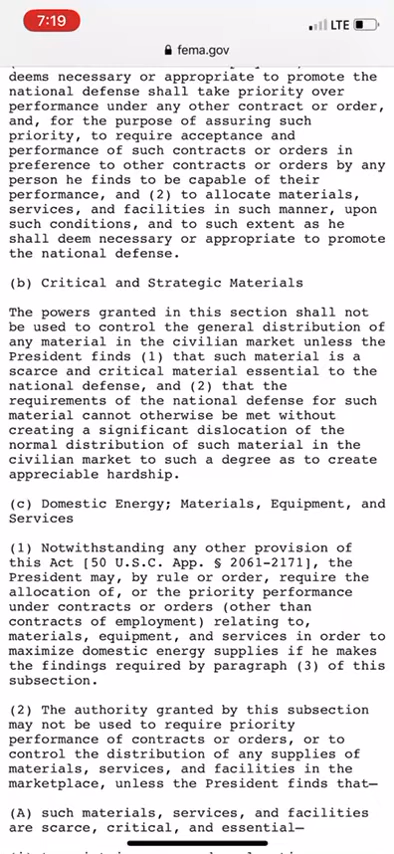 7:19
LTE
fema.gov
deems necessary or appropriate to promote the
national defense shall take priority over
performance under any other contract or order,
and, for the purpose of assuring such
priority, to require acceptance and
performance of such contracts or orders in
preference to other contracts or orders by any
person he finds to be capable of their
performance, and (2) to allocate materials,
services, and facilities in such manner, upon
such conditions, and to such extent as he
shall deem necessary or appropriate to promote
the national defense.
(b) Critical and Strategic Materials
The powers granted in this section shall not
be used to control the general distribution of
any material in the civilian market unless the
President finds (1) that such material is a
scarce and critical material essential to the
national defense, and (2) that the
requirements of the national defense for such
material cannot otherwise be met without
creating a significant dislocation of the
normal distribution of such material in the
civilian market to such a degree as to create
appreciable hardship.
(c) Domestic Energy; Materials, Equipment, and
Services
(1) Notwithstanding any other provision of
this Act [50 U.S.C. App. § 2061-2171], the
President may, by rule or order, require the
allocation of, or the priority performance
under contracts or orders (other than
contracts of employment) relating to,
materials, equipment, and services in order to
maximize domestic energy supplies if he makes
the findings required by paragraph (3) of this
subsection.
(2) The authority granted by this subsection
may not be used to require priority
performance of contracts or orders, or to
control the distribution of any supplies of
materials, services, and facilities in the
marketplace, unless the President finds that—
(A) such materials, services, and facilities
are scarce, critical, and essential—